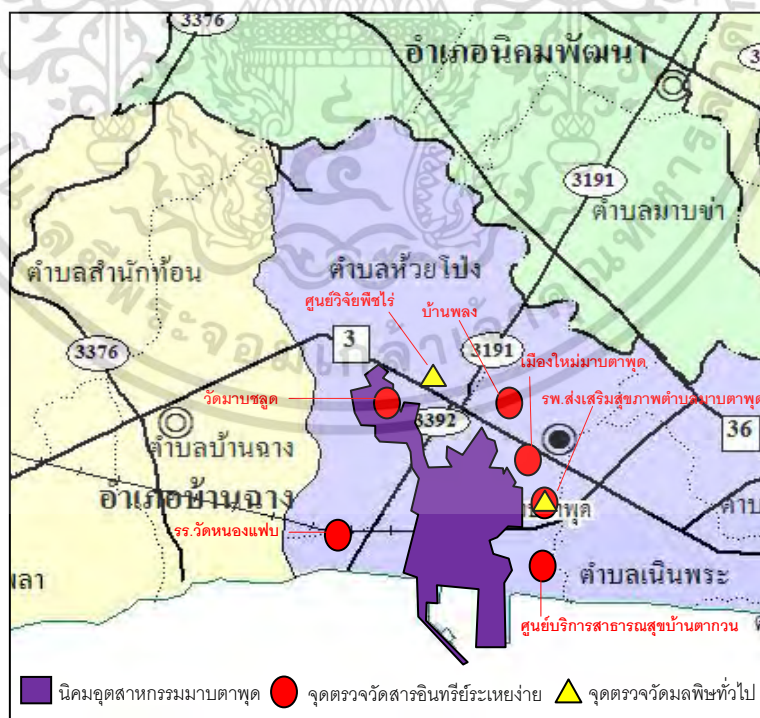 3376
อำเภอนิคมพัฒนา
3191
ตำบลมาบข่า
ตำบลสำนักท้อน
ตำบลห้วยโป่ง
ศูนย์วิจัยพืชไร่
บ้านพลง
3
3376
3191
เมืองใหม่มาบตาพุด
วัดมาบชลูด
รพ.ส่งเสริมสุขภาพตำบลมาบตาพุด
3392
36
ตำบลบ้านฉาง
อำเภอบ้านฉาง
รร.วัดหนองแฟบ
ตำบลเนินพระ
ศูนย์บริการสาธารณสุขบ้านตากวน
นิคมอุตสาหกรรมมาบตาพุด
จุดตรวจวัดสารอินทรีย์ระเหยง่าย
จุดตรวจวัดมลพิษทั่วไป